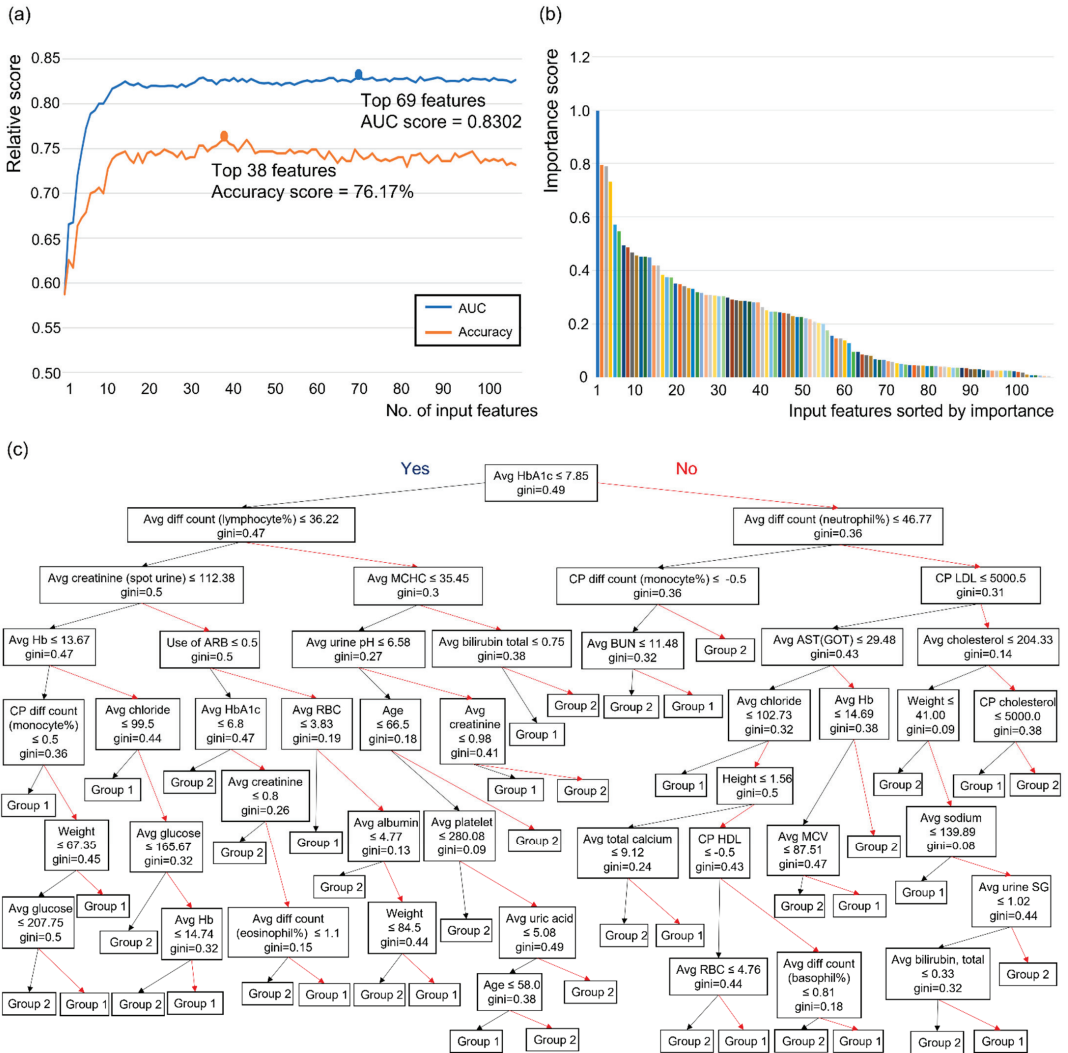 (a)
0.85
0.80
0.75
0.70
0.65
0.60
0.55
0.50
Relative score
Top 69 features
AUC score = 0.8302
Top 38 features
Accuracy score = 76.17%
AUC
Accuracy
1 10 20 30 40 50 60 70 80 90 100
No. of input features
(b)
1.2
1.0
0.8
0.6
0.4
0.2
0
Importance score
1 10 20 30 40 50 60 70 80 90 100
Input features sorted by importance
(c)
Yes
No
Avg HbA1c ≤ 7.85
gini=0.49
Avg diff count (lymphocyte%) ≤ 36.22
gini=0.47
Avg diff count (neutrophil%) ≤ 46.77
gini=0.36
Avg creatinine (spot urine) ≤ 112.38
gini=0.5
Avg MCHC ≤ 35.45
gini=0.3
CP diff count (monocyte%) ≤ -0.5
gini=0.36
CP LDL ≤ 5000.5
gini=0.31
Avg Hb ≤ 13.67
gini=0.47
Use of ARB ≤ 0.5
gini=0.5
Avg urine pH ≤ 6.58
gini=0.27
Avg bilirubin total ≤ 0.75
gini=0.38
Avg BUN ≤ 11.48
gini=0.32
Group 2
Avg AST(GOT) ≤ 29.48
gini=0.43
Avg cholesterol ≤ 204.33
gini=0.14
CP diff count
(monocyte%)
≤ 0.5
gini=0.36
Avg chloride
≤ 99.5
gini=0.44
Avg HbA1c
≤ 6.8
gini=0.47
Avg RBC
≤ 3.83
gini=0.19
Age
≤ 66.5
gini=0.18
Avg
creatinine
≤ 0.98
gini=0.41
Group 1
Group 2
Group 2
Group 1
Avg chloride
≤ 102.73
gini=0.32
Avg Hb
≤ 14.69
gini=0.38
Weight ≤
41.00
gini=0.09
CP cholesterol
≤ 5000.0
gini=0.38
Group 1
Weight
≤ 67.35
gini=0.45
Group 1
Avg glucose
≤ 165.67
gini=0.32
Group 2
Avg creatinine
≤ 0.8
gini=0.26
Group 1
Avg albumin
≤ 4.77
gini=0.13
Avg platelet
≤ 280.08
gini=0.09
Group 2
Group 1
Group 2
Group 1
Height ≤ 1.56
gini=0.5
Avg MCV
≤ 87.51
gini=0.47
Group 2
Group 2
Avg sodium
≤ 139.89
gini=0.08
Group 1
Group 2
Avg glucose
≤ 207.75
gini=0.5
Group 1
Group 2
Avg Hb
≤ 14.74
gini=0.32
Group 2
Avg diff count
(eosinophil%) ≤ 1.1
gini=0.15
Group 2
Weight
≤ 84.5
gini=0.44
Group 2
Avg uric acid
≤ 5.08
gini=0.49
Avg total calcium
≤ 9.12
gini=0.24
CP HDL
≤ -0.5
gini=0.43
Group 2
Group 1
Group 1
Avg urine SG
≤ 1.02
gini=0.44
Group 2
Group 1
Group 2
Group 1
Group 2
Group 1
Group 2
Group 1
Age ≤ 58.0
gini=0.38
Group 2
Group 2
Group 1
Avg RBC ≤ 4.76
gini=0.44
Avg diff count
(basophil%)
≤ 0.81
gini=0.18
Avg bilirubin, total
≤ 0.33
gini=0.32
Group 2
Group 1
Group 2
Group 2
Group 1
Group 2
Group 1
Group 2
Group 1